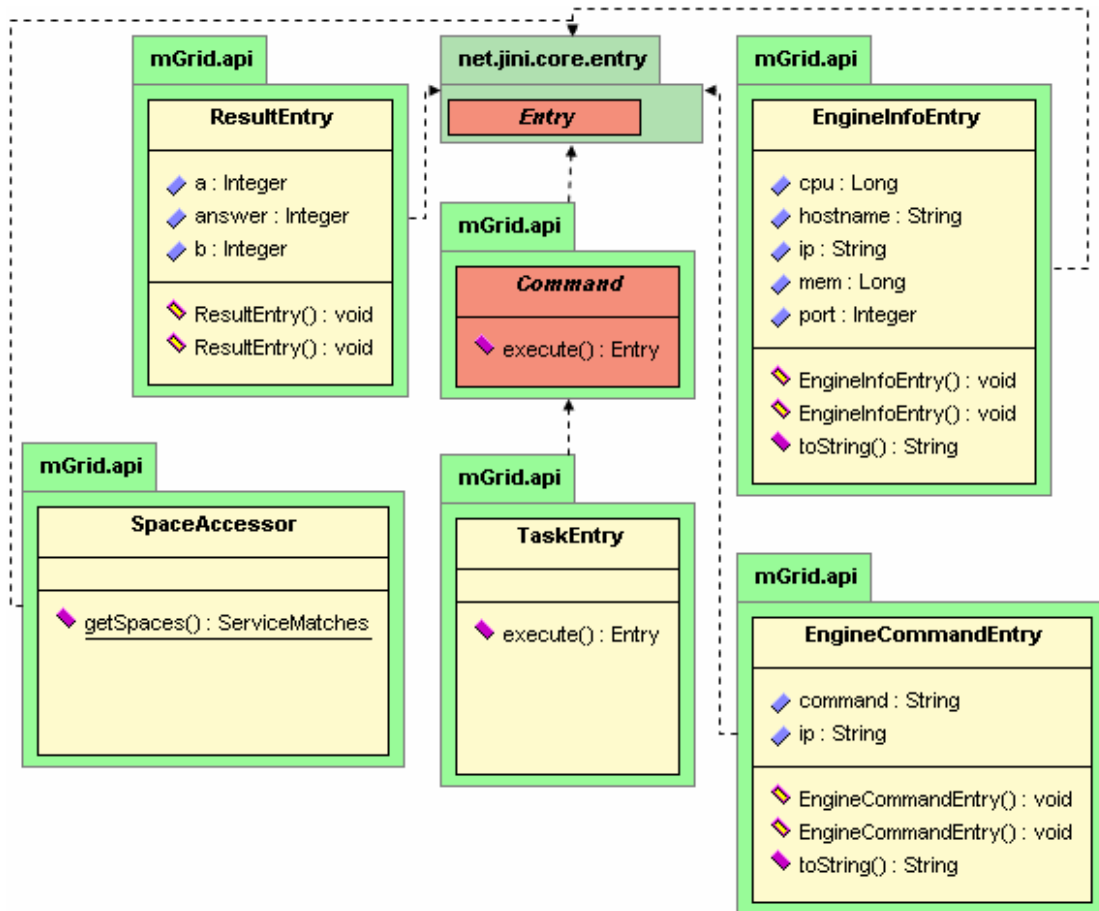 mGrid.api
ResultEntry
a : Integer
answer : Integer
b : Integer
ResultEntry() : void
ResultEntry() : void
net.jini.core.entry
Entry
mGrid.api
EngineInfoEntry
cpu : Long
hostname : String
ip : String
mem : Long
port : Integer
EngineInfoEntry() : void
EngineInfoEntry() : void
toString() : String
mGrid.api
Command
execute() : Entry
mGrid.api
SpaceAccessor
getSpaces() : ServiceMatches
mGrid.api
TaskEntry
execute() : Entry
mGrid.api
EngineCommandEntry
command : String
ip : String
EngineCommandEntry() : void
EngineCommandEntry() : void
toString() : String